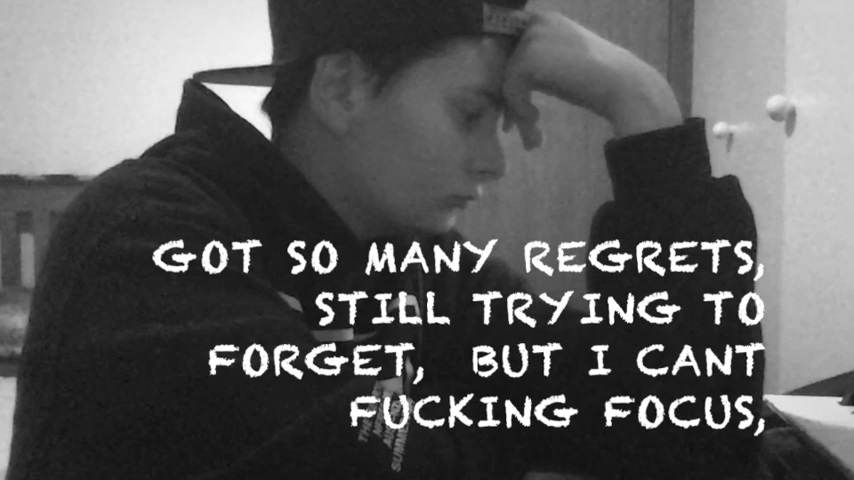 GOT SO MANY REGRETS,
STILL TRYING TO
FORGET, BUT I CANT
FUCKING FOCUS,